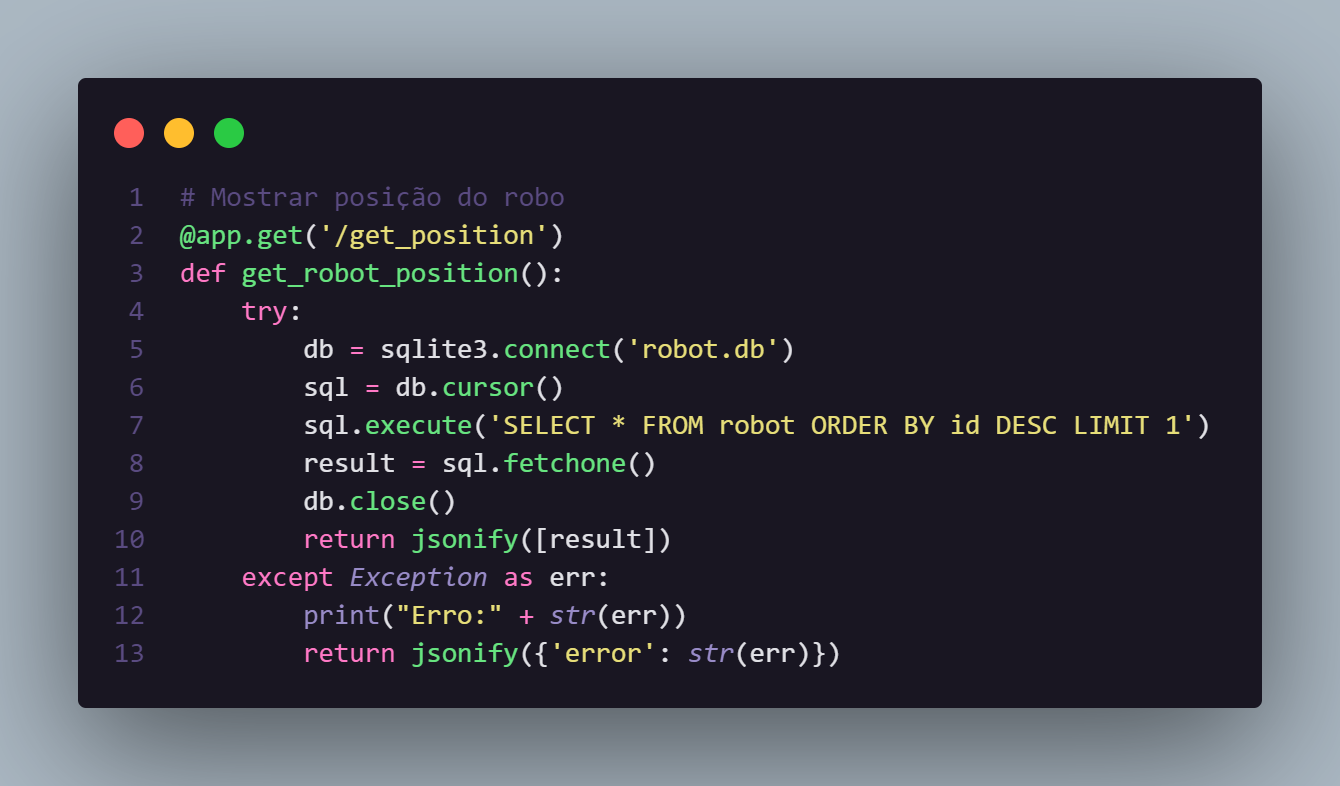 1 # Mostrar posição do robo
2 @app.get('/get_position')
3 def get_robot_position():
4     try:
5         db = sqlite3.connect('robot.db')
6         sql = db.cursor()
7         sql.execute('SELECT * FROM robot ORDER BY id DESC LIMIT 1')
8         result = sql.fetchone()
9         db.close()
10         return jsonify([result])
11     except Exception as err:
12         print("Erro:" + str(err))
13         return jsonify({'error': str(err)})